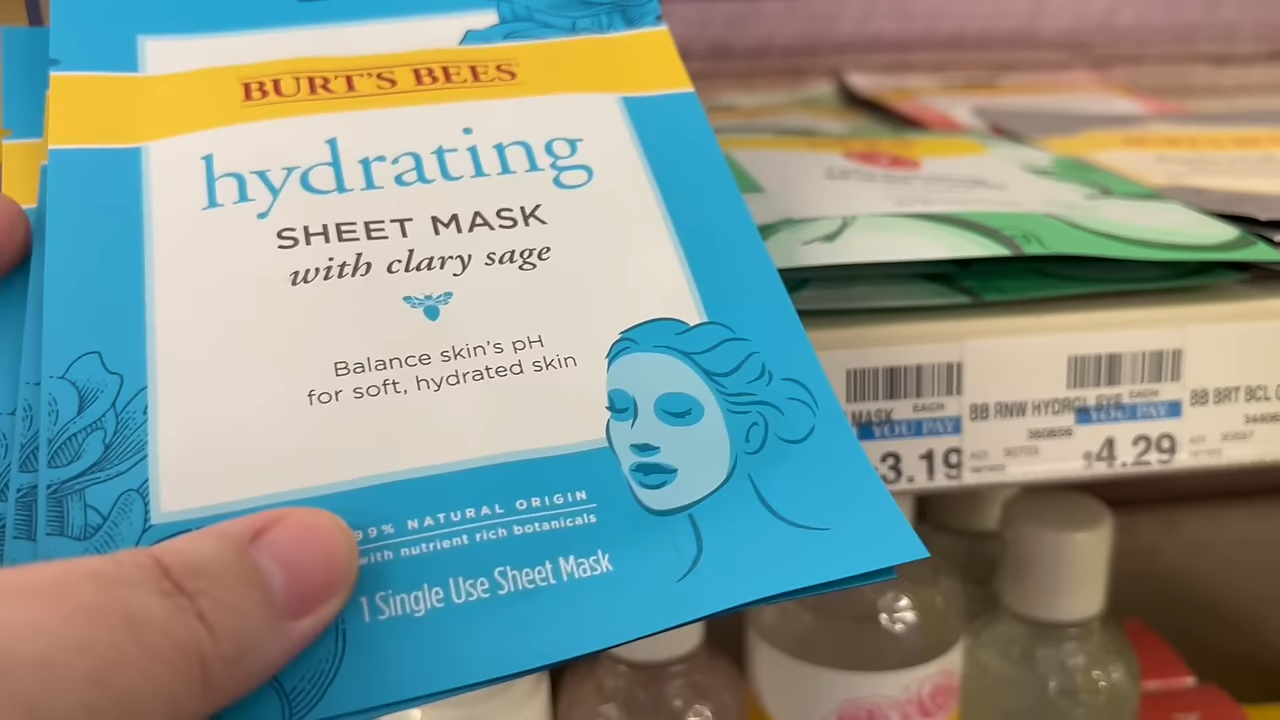 BURT'S BEES
hydrating
SHEET MASK
with clary sage
Balance skin's pH
for soft, hydrated skin
99% NATURAL ORIGIN
with nutrient rich botanicals
1 Single Use Sheet Mask
MASK EACH
YOU PAY
3.19
BB RNW HYDRGL EYE EACH
YOU PAY
$4.29
BB BRT BCL